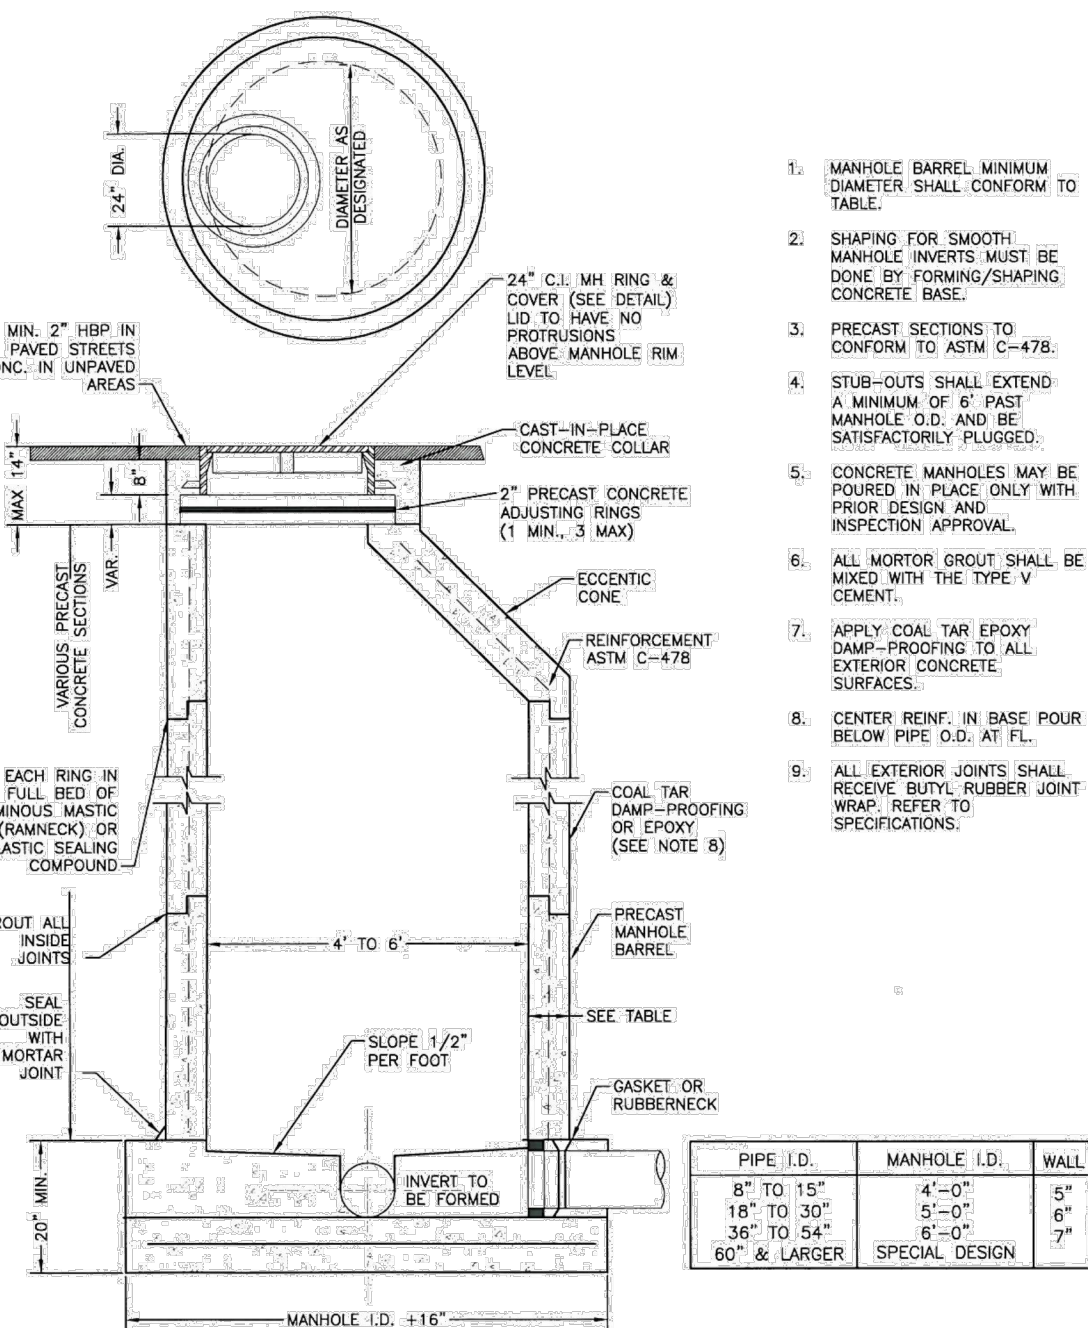 24" DIA.
DIAMETER AS
DESIGNATED
MIN. 2" HBP IN
PAVED STREETS
NC. IN UNPAVED
AREAS
24" C.I. MH RING &
COVER (SEE DETAIL)
LID TO HAVE NO
PROTRUSIONS
ABOVE MANHOLE RIM
LEVEL
CAST-IN-PLACE
CONCRETE COLLAR
MAX 14"
8"
2" PRECAST CONCRETE
ADJUSTING RINGS
(1 MIN., 3 MAX)
VAR.
VARIOUS PRECAST
CONCRETE SECTIONS
ECCENTIC
CONE
REINFORCEMENT
ASTM C-478
EACH RING IN
FULL BED OF
MINOUS MASTIC
(RAMNECK) OR
LASTIC SEALING
COMPOUND
COAL TAR
DAMP-PROOFING
OR EPOXY
(SEE NOTE 8)
ROUT ALL
INSIDE
JOINTS
4' TO 6'
PRECAST
MANHOLE
BARREL
SEAL
OUTSIDE
WITH
MORTAR
JOINT
SLOPE 1/2"
PER FOOT
SEE TABLE
GASKET OR
RUBBERNECK
20" MIN.
INVERT TO
BE FORMED
MANHOLE I.D. +16"
1. MANHOLE BARREL MINIMUM
DIAMETER SHALL CONFORM TO
TABLE.
2. SHAPING FOR SMOOTH
MANHOLE INVERTS MUST BE
DONE BY FORMING/SHAPING
CONCRETE BASE.
3. PRECAST SECTIONS TO
CONFORM TO ASTM C-478.
4. STUB-OUTS SHALL EXTEND
A MINIMUM OF 6' PAST
MANHOLE O.D. AND BE
SATISFACTORILY PLUGGED.
5. CONCRETE MANHOLES MAY BE
POURED IN PLACE ONLY WITH
PRIOR DESIGN AND
INSPECTION APPROVAL.
6. ALL MORTOR GROUT SHALL BE
MIXED WITH THE TYPE V
CEMENT.
7. APPLY COAL TAR EPOXY
DAMP-PROOFING TO ALL
EXTERIOR CONCRETE
SURFACES.
8. CENTER REINF. IN BASE POUR
BELOW PIPE O.D. AT FL.
9. ALL EXTERIOR JOINTS SHALL
RECEIVE BUTYL RUBBER JOINT
WRAP. REFER TO
SPECIFICATIONS.
PIPE I.D. MANHOLE I.D. WALL
8" TO 15" 4'-0" 5"
18" TO 30" 5'-0" 6"
36" TO 54" 6'-0" 7"
60" & LARGER SPECIAL DESIGN